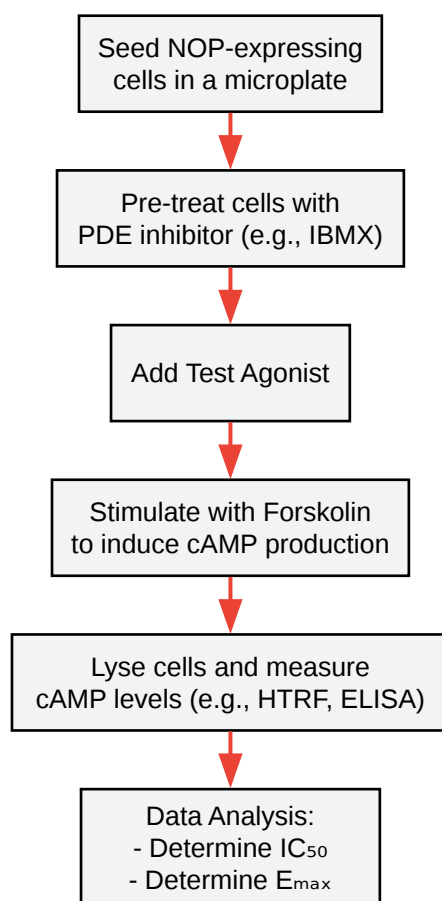 Seed NOP-expressing
cells in a microplate
Pre-treat cells with
PDE inhibitor (e.g., IBMX)
Add Test Agonist
Stimulate with Forskolin
to induce cAMP production
Lyse cells and measure
cAMP levels (e.g., HTRF, ELISA)
Data Analysis:
- Determine IC₅₀
- Determine Eₘₐₓ